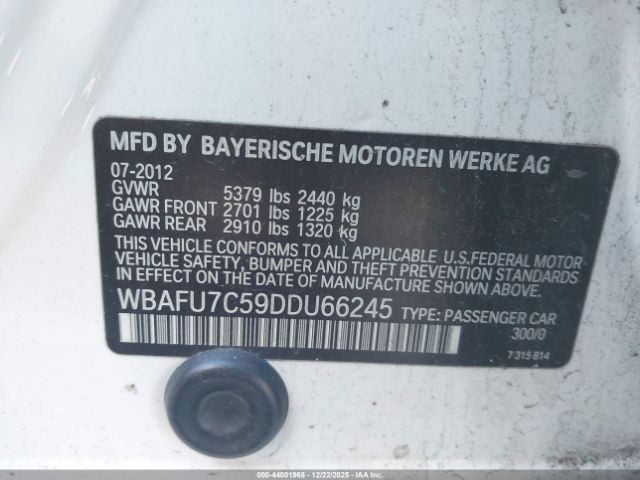 MFD BY BAYERISCHE MOTOREN WERKE AG
07-2012
GVWR 5379 lbs 2440 kg
GAWR FRONT 2701 lbs 1225 kg
GAWR REAR 2910 lbs 1320 kg
THIS VEHICLE CONFORMS TO ALL APPLICABLE U.S.FEDERAL MOTOR
VEHICLE SAFETY, BUMPER AND THEFT PREVENTION STANDARDS
IN EFFECT ON THE DATE OF MANUFACTURE SHOWN ABOVE.
WBAFU7C59DDU66245 TYPE: PASSENGER CAR
300/0
7 315 814
000-44001968 - 12/22/2025 - IAAI.COM